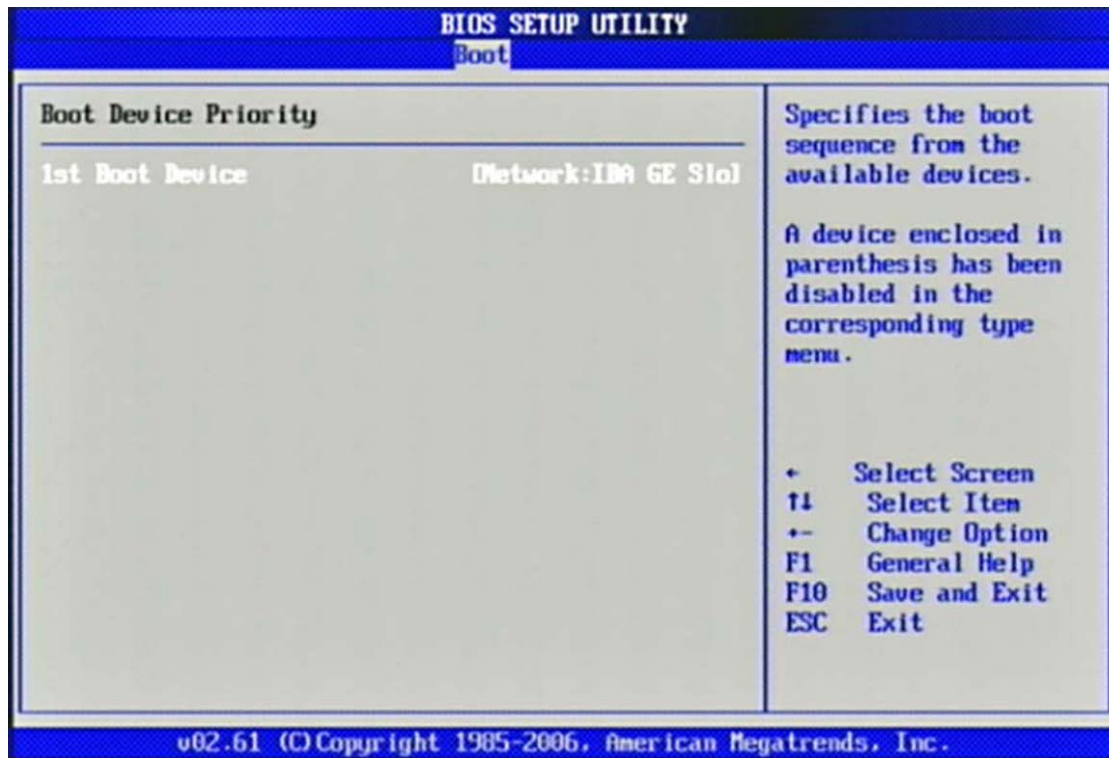 BIOS SETUP UTILITY
Boot
Boot Device Priority
1st Boot Device [Network:IBA GE Slo]
Specifies the boot
sequence from the
available devices.
A device enclosed in
parenthesis has been
disabled in the
corresponding type
menu.
← Select Screen
↑↓ Select Item
+- Change Option
F1 General Help
F10 Save and Exit
ESC Exit
v02.61 (C)Copyright 1985-2006, American Megatrends, Inc.